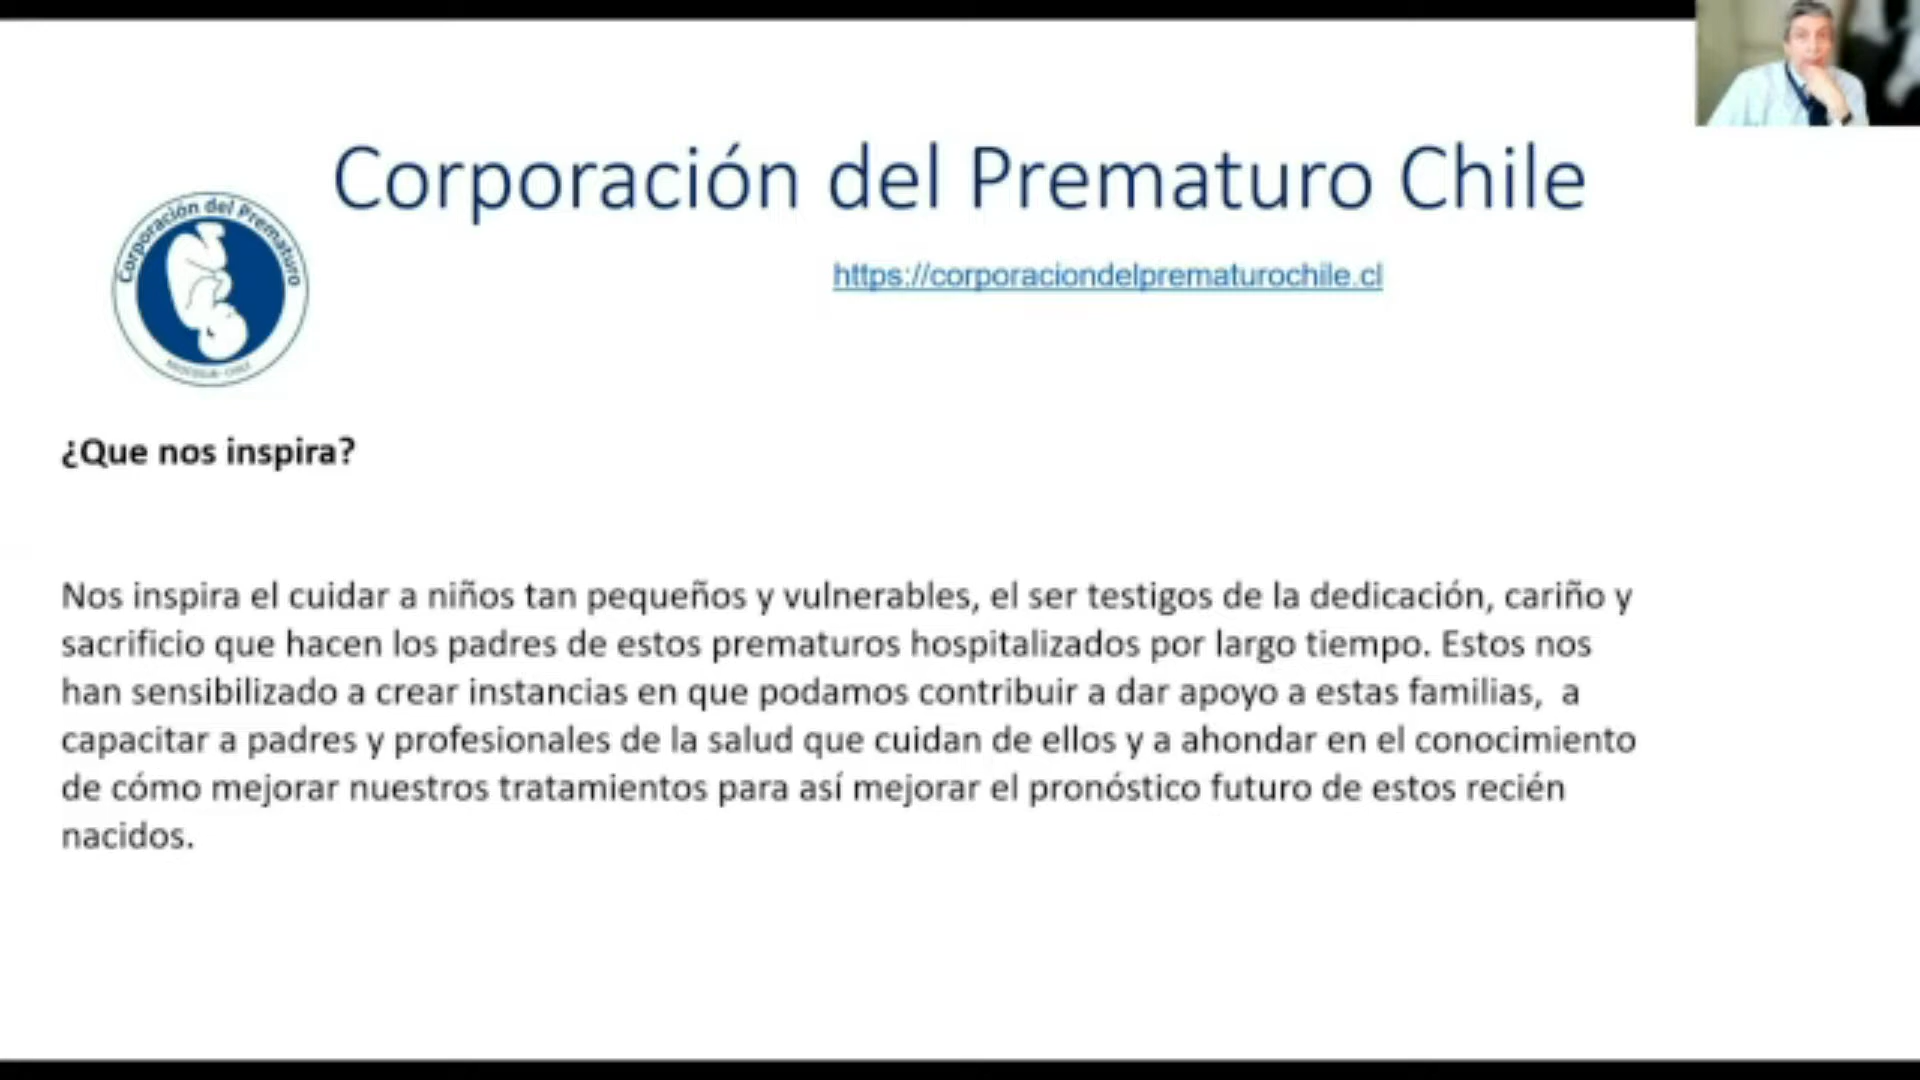 Corporación del Prematuro Chile
Corporación del Prematuro
https://corporaciondelprematurochile.cl
¿Que nos inspira?
Nos inspira el cuidar a niños tan pequeños y vulnerables, el ser testigos de la dedicación, cariño y
sacrificio que hacen los padres de estos prematuros hospitalizados por largo tiempo. Estos nos
han sensibilizado a crear instancias en que podamos contribuir a dar apoyo a estas familias,  a
capacitar a padres y profesionales de la salud que cuidan de ellos y a ahondar en el conocimiento
de cómo mejorar nuestros tratamientos para así mejorar el pronóstico futuro de estos recién
nacidos.